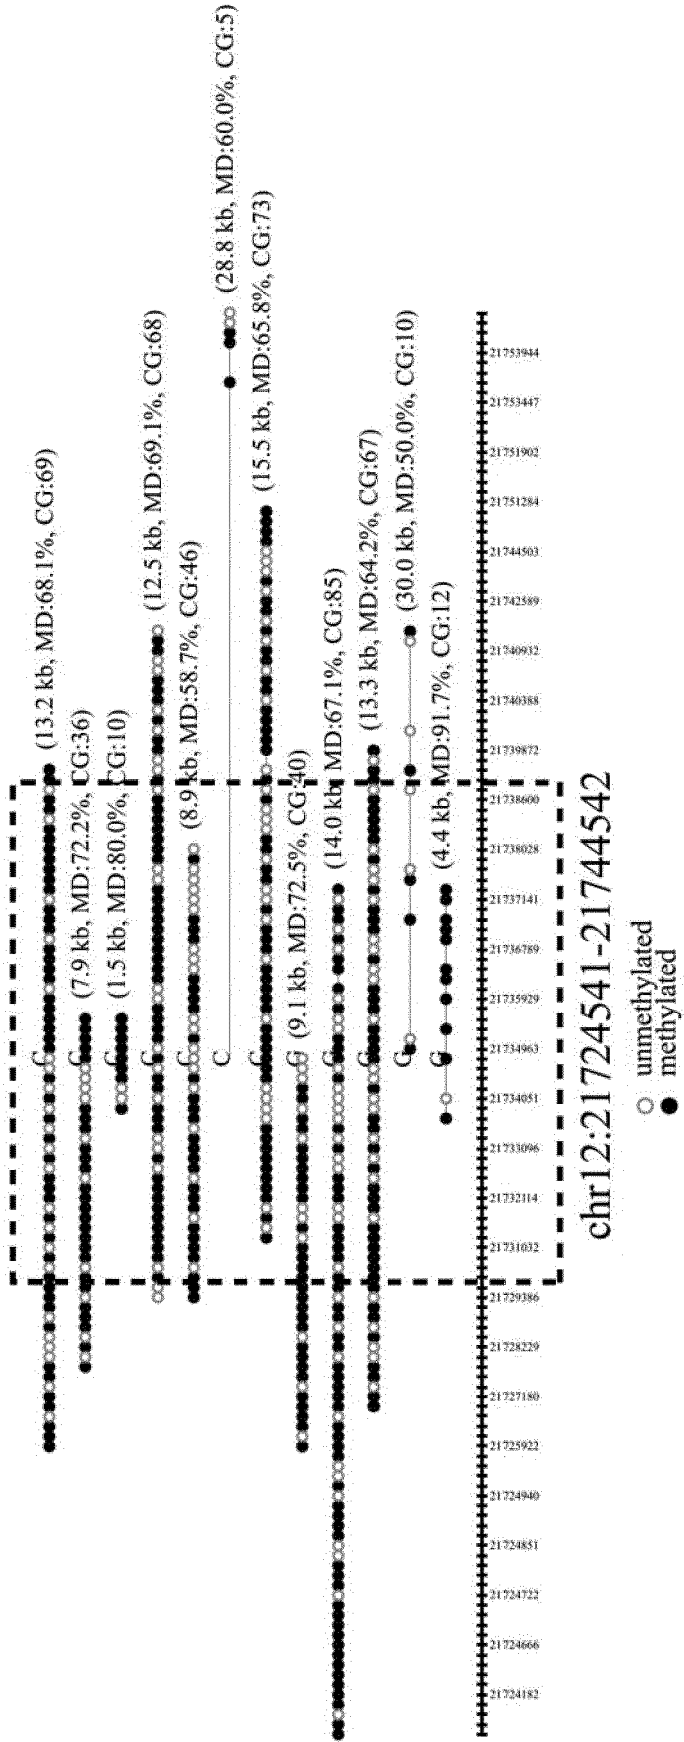 C (13.2 kb, MD:68.1%, CG:69)
C (7.9 kb, MD:72.2%, CG:36)
C (1.5 kb, MD:80.0%, CG:10)
C (12.5 kb, MD:69.1%, CG:68)
C (8.9 kb, MD:58.7%, CG:46)
C (28.8 kb, MD:60.0%, CG:5)
C (15.5 kb, MD:65.8%, CG:73)
G (9.1 kb, MD:72.5%, CG:40)
G (14.0 kb, MD:67.1%, CG:85)
G (13.3 kb, MD:64.2%, CG:67)
G (30.0 kb, MD:50.0%, CG:10)
G (4.4 kb, MD:91.7%, CG:12)
21753944
21753447
21751902
21751284
21744503
21742589
21740932
21740388
21739872
21738600
21738028
21737141
21736789
21735929
21734963
21734051
21733096
21732114
21731032
21729386
21728229
21727180
21725922
21724940
21724851
21724722
21724666
21724182
chr12:21724541-21744542
unmethylated
methylated